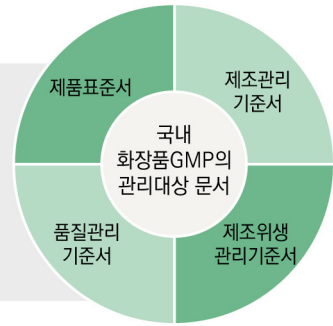 제품표준서
제조관리
기준서
국내
화장품GMP의
관리대상 문서
품질관리
기준서
제조위생
관리기준서